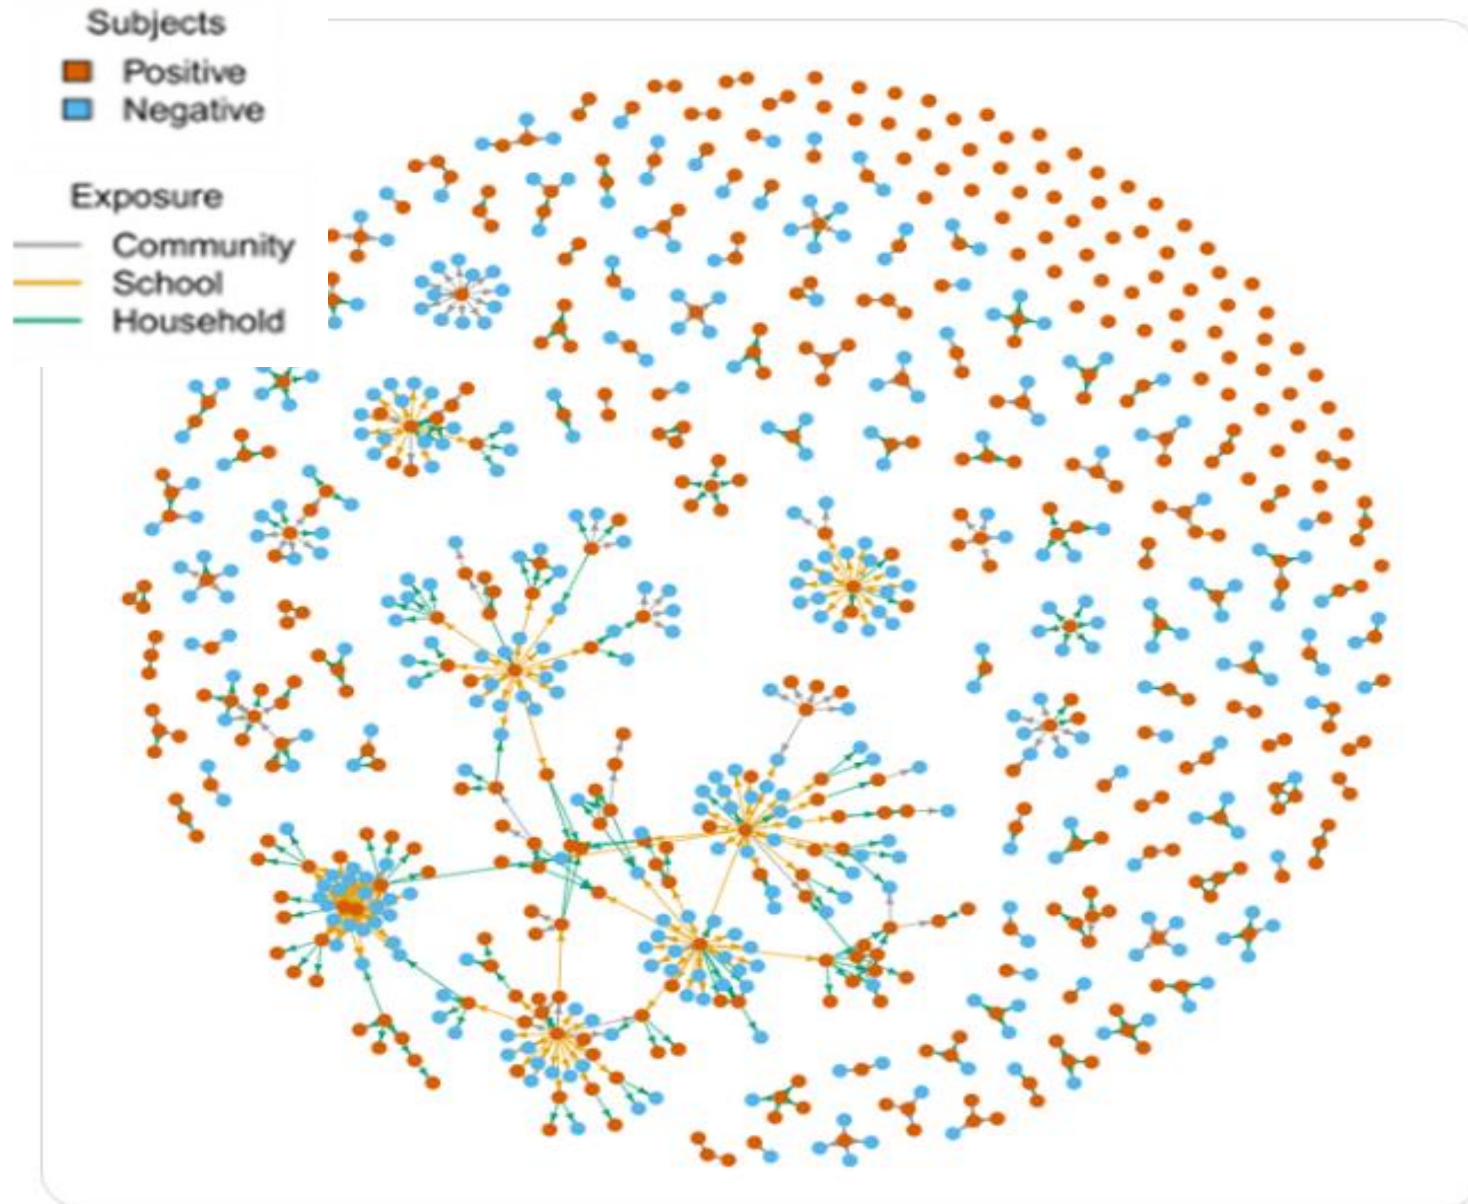 Subjects
Positive
Negative
Exposure
Community
School
Household